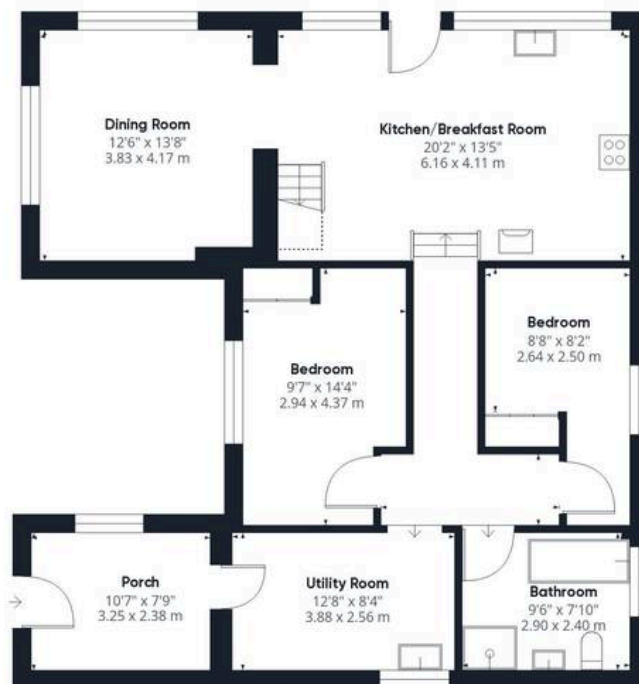 Dining Room
12'6" x 13'8"
3.83 x 4.17 m
Kitchen/Breakfast Room
20'2" x 13'5"
6.16 x 4.11 m
Bedroom
9'7" x 14'4"
2.94 x 4.37 m
Bedroom
8'8" x 8'2"
2.64 x 2.50 m
Porch
10'7" x 7'9"
3.25 x 2.38 m
Utility Room
12'8" x 8'4"
3.88 x 2.56 m
Bathroom
9'6" x 7'10"
2.90 x 2.40 m